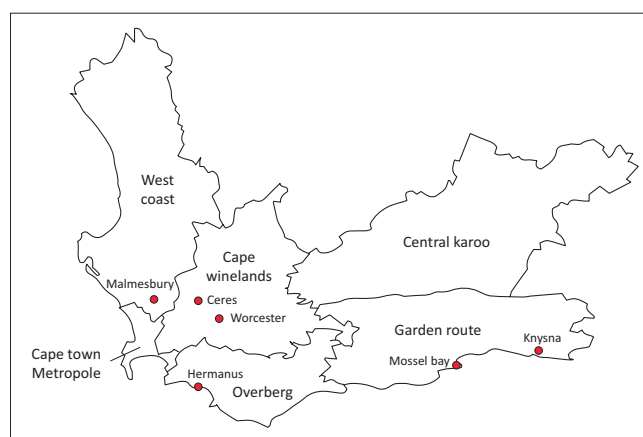 West
coast
Central karoo
Cape
winelands
Malmesbury
Ceres
Worcester
Garden route
Knysna
Cape town
Metropole
Mossel bay
Hermanus
Overberg